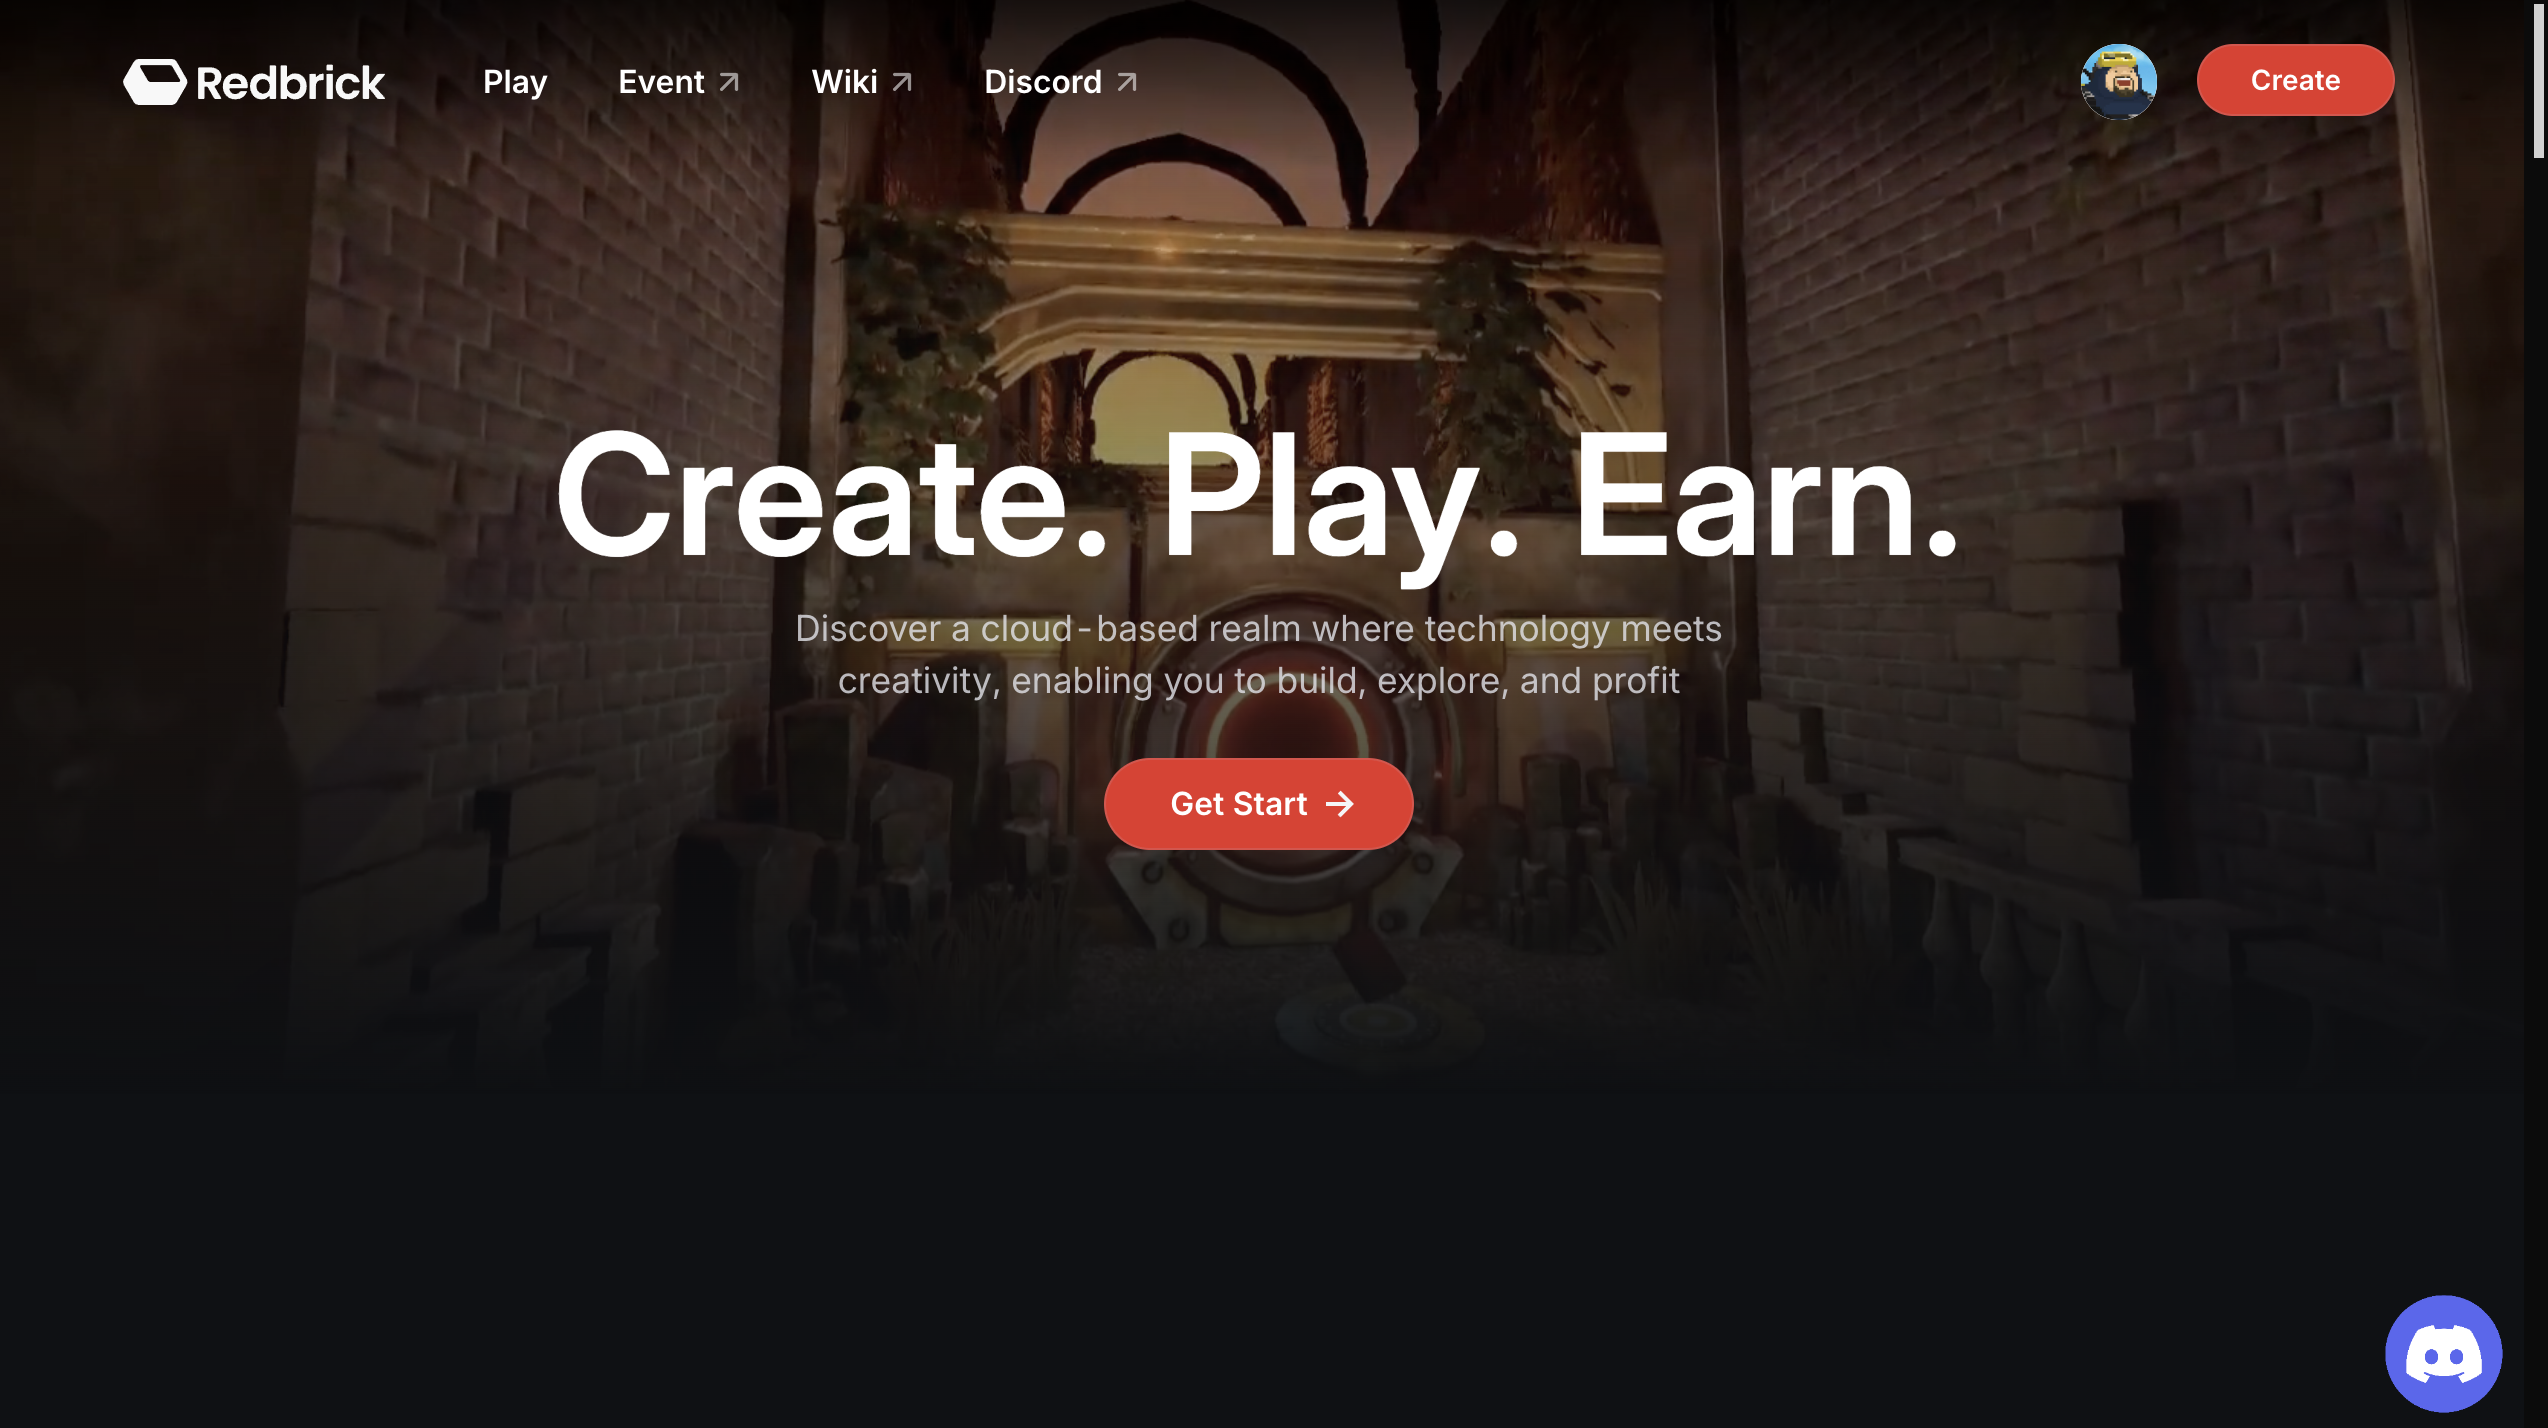 Redbrick
Play
Event
Wiki
Discord
Create
Create. Play. Earn.
Discover a cloud-based realm where technology meets
creativity, enabling you to build, explore, and profit
Get Start